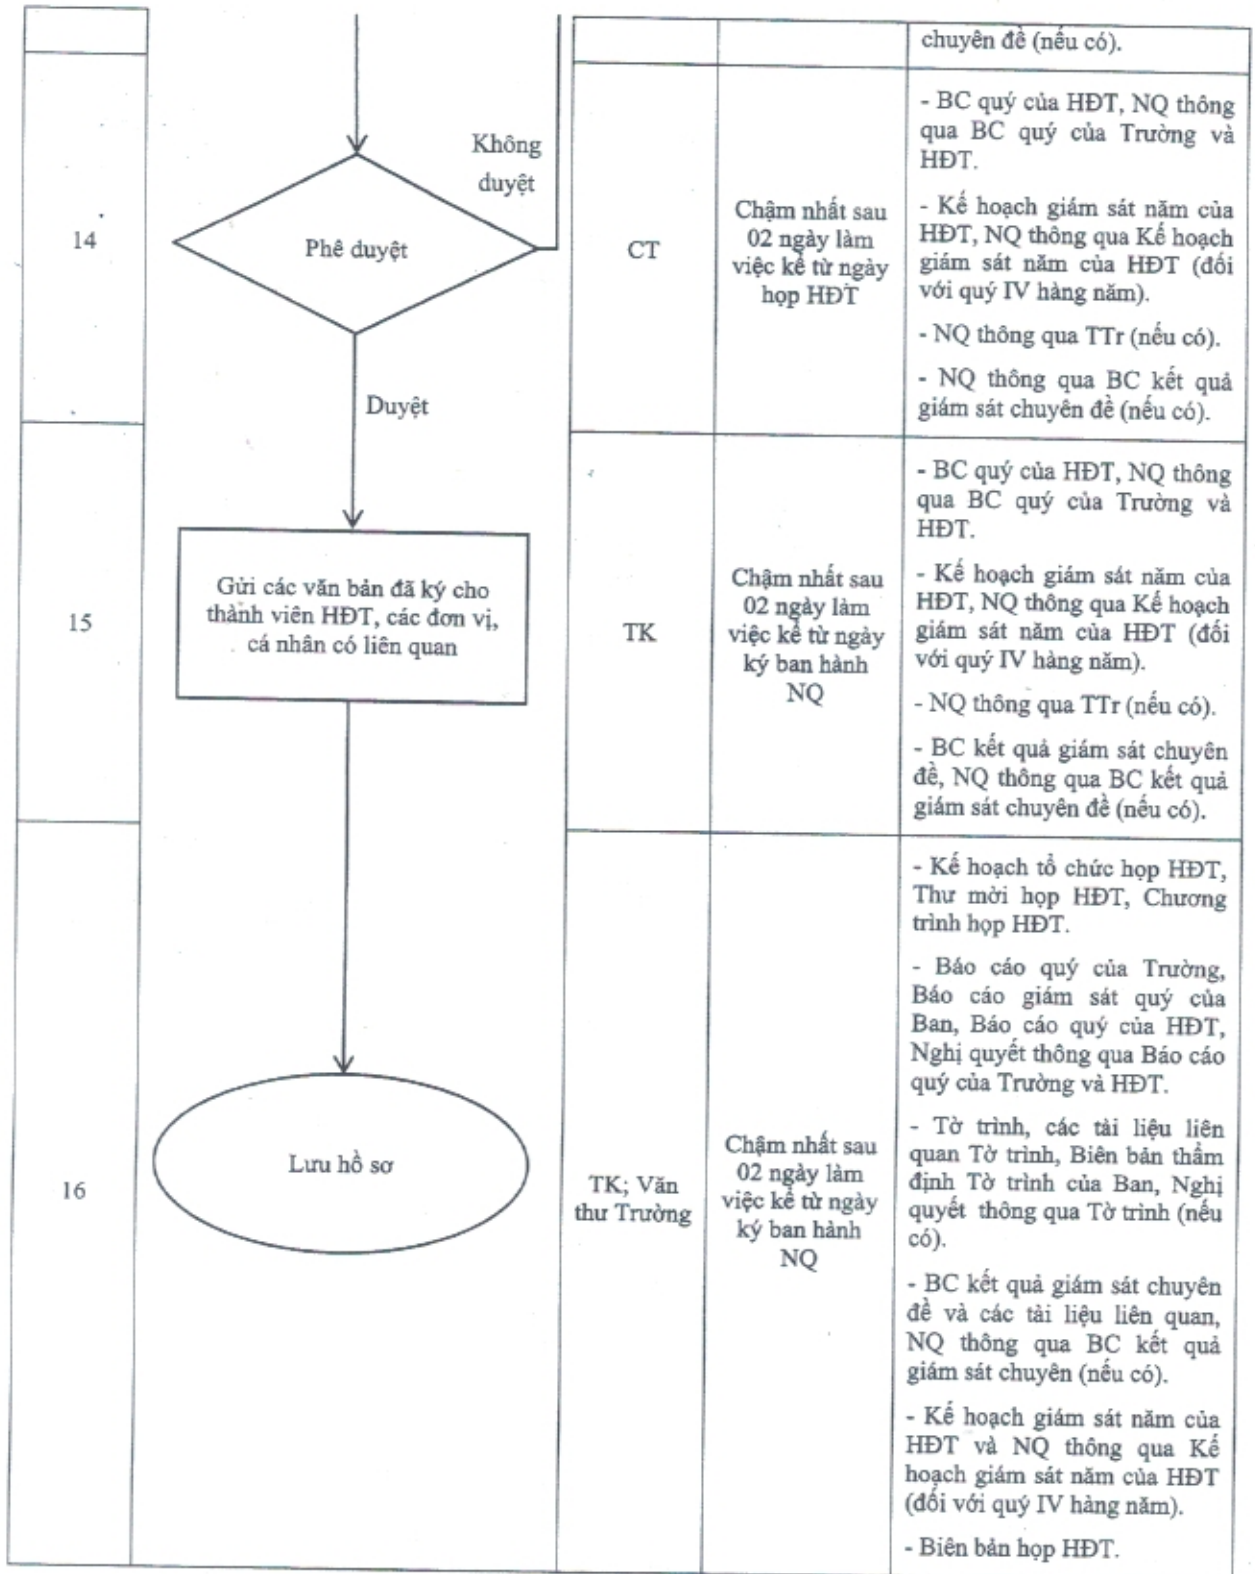 chuyên đề (nếu có).
14
Không
duyệt
Phê duyệt
Duyệt
CT
Chậm nhất sau
02 ngày làm
việc kể từ ngày
họp HĐT
- BC quý của HĐT, NQ thông
qua BC quý của Trường và
HĐT.
- Kế hoạch giám sát năm của
HĐT, NQ thông qua Kế hoạch
giám sát năm của HĐT (đối
với quý IV hàng năm).
- NQ thông qua TTr (nếu có).
- NQ thông qua BC kết quả
giám sát chuyên đề (nếu có).
15
Gửi các văn bản đã ký cho
thành viên HĐT, các đơn vị,
cá nhân có liên quan
TK
Chậm nhất sau
02 ngày làm
việc kể từ ngày
ký ban hành
NQ
- BC quý của HĐT, NQ thông
qua BC quý của Trường và
HĐT.
- Kế hoạch giám sát năm của
HĐT, NQ thông qua Kế hoạch
giám sát năm của HĐT (đối
với quý IV hàng năm).
- NQ thông qua TTr (nếu có).
- BC kết quả giám sát chuyên
đề, NQ thông qua BC kết quả
giám sát chuyên đề (nếu có).
16
Lưu hồ sơ
TK; Văn
thư Trường
Chậm nhất sau
02 ngày làm
việc kể từ ngày
ký ban hành
NQ
- Kế hoạch tổ chức họp HĐT,
Thư mời họp HĐT, Chương
trình họp HĐT.
- Báo cáo quý của Trường,
Báo cáo giám sát quý của
Ban, Báo cáo quý của HĐT,
Nghị quyết thông qua Báo cáo
quý của Trường và HĐT.
- Tờ trình, các tài liệu liên
quan Tờ trình, Biên bản thẩm
định Tờ trình của Ban, Nghị
quyết thông qua Tờ trình (nếu
có).
- BC kết quả giám sát chuyên
đề và các tài liệu liên quan,
NQ thông qua BC kết quả
giám sát chuyên (nếu có).
- Kế hoạch giám sát năm của
HĐT và NQ thông qua Kế
hoạch giám sát năm của HĐT
(đối với quý IV hàng năm).
- Biên bản họp HĐT.